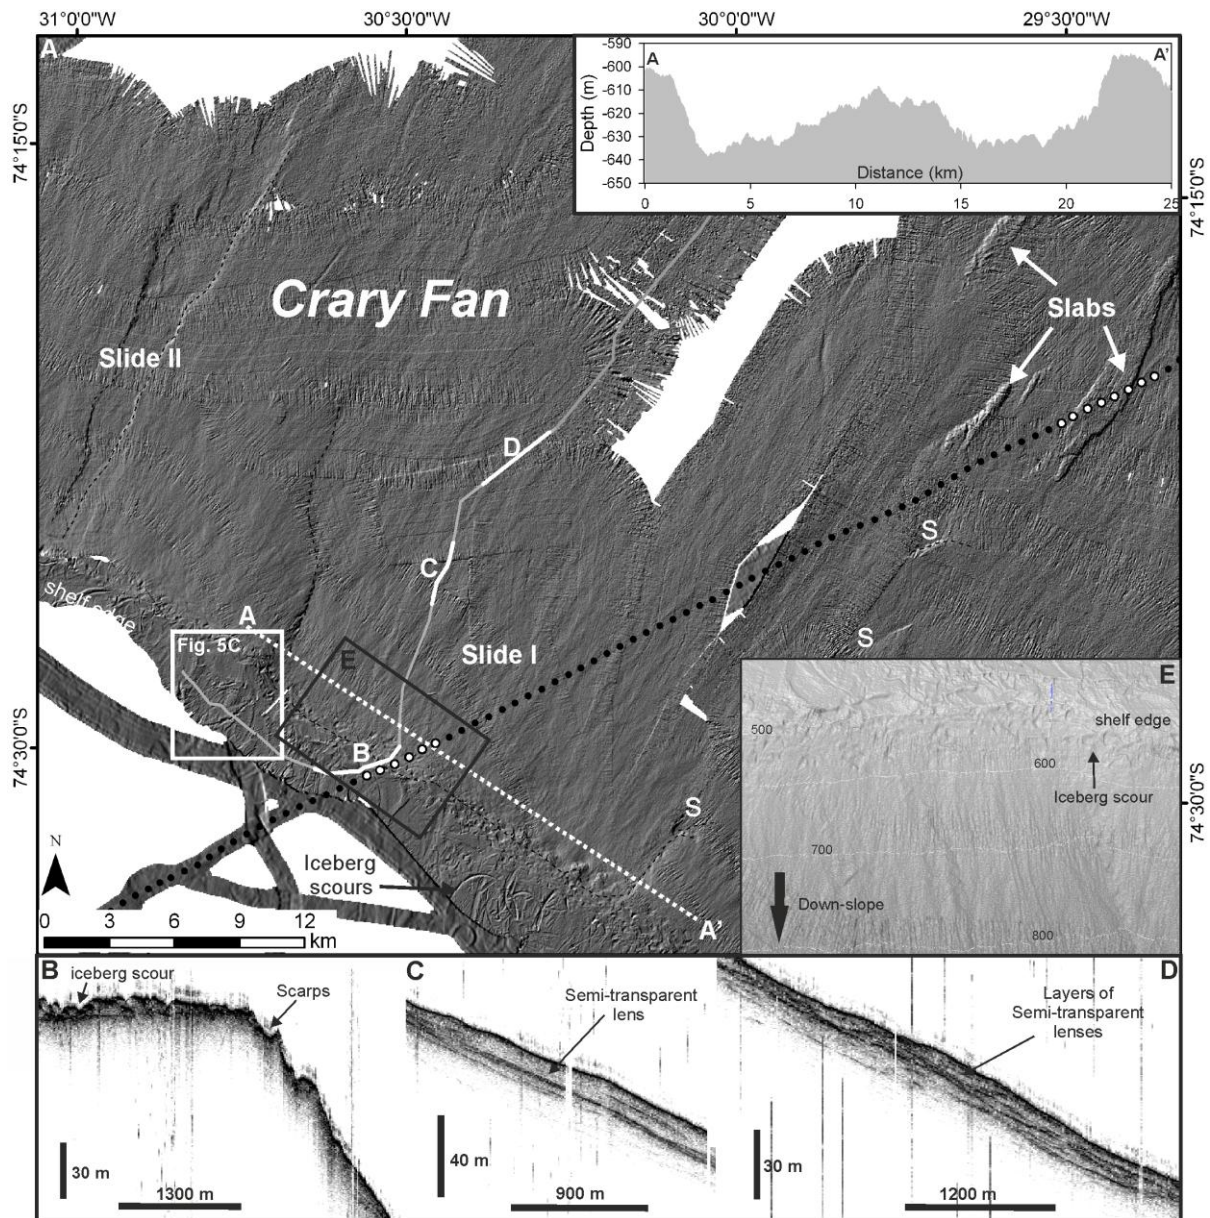 31°0'0"W
30°30'0"W
30°0'0"W
29°30'0"W
A
-590
-600
-610
-620
-630
-640
-650
Depth (m)
A
A'
Distance (km)
0
5
10
15
20
25
74°15'0"S
74°15'0"S
Crary Fan
Slide II
Slabs
D
C
S
S
S
shelf edge
A
Fig. 5C
E
Slide I
B
74°30'0"S
74°30'0"S
N
Iceberg
scours
A'
0 3 6 9 12
km
E
500
shelf edge
600
Iceberg scour
700
Down-slope
800
B
iceberg scour
Scarps
30 m
1300 m
C
Semi-transparent
lens
40 m
900 m
D
Layers of
Semi-transparent
lenses
30 m
1200 m